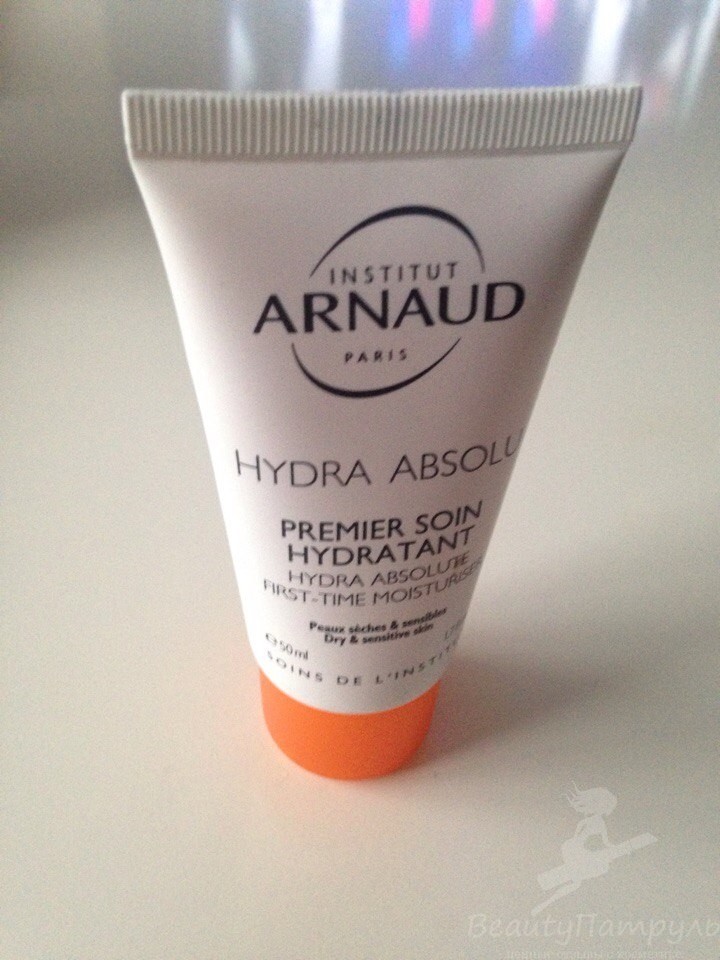 INSTITUT
ARNAUD
PARIS
HYDRA ABSOLU
PREMIER SOIN
HYDRATANT
HYDRA ABSOLUTE
FIRST-TIME MOISTURISER
Peaux sèches & sensibles
Dry & sensitive skin
℮50ml
SOINS DE L'INSTITU
BeautyПатруль